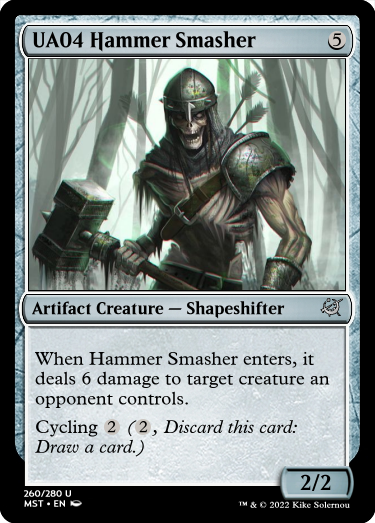 UA04 Hammer Smasher 5
Artifact Creature — Shapeshifter
When Hammer Smasher enters, it
deals 6 damage to target creature an
opponent controls.
Cycling 2 (2, Discard this card:
Draw a card.)
2/2
260/280 U
MST • EN Kike Solernou
™ & © 2022 Kike Solernou